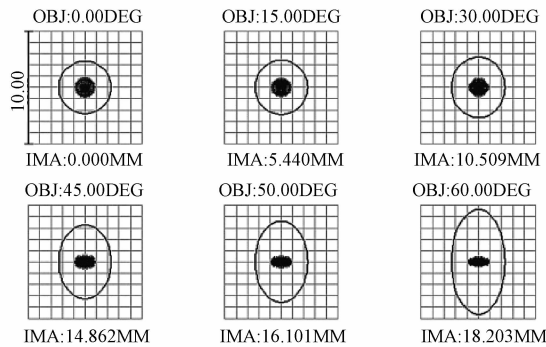 OBJ:0.00DEG
OBJ:15.00DEG
OBJ:30.00DEG
10.00
IMA:0.000MM
IMA:5.440MM
IMA:10.509MM
OBJ:45.00DEG
OBJ:50.00DEG
OBJ:60.00DEG
IMA:14.862MM
IMA:16.101MM
IMA:18.203MM